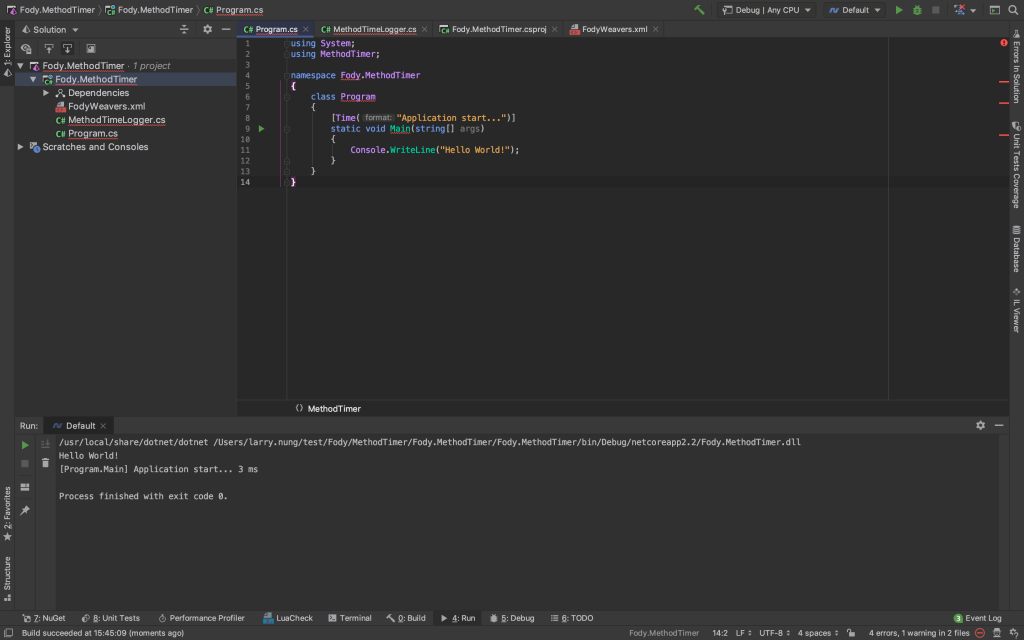 Fody.MethodTimer Fody.MethodTimer C# Program.cs
Debug | Any CPU Default
Explorer
Solution
Fody.MethodTimer · 1 project
Fody.MethodTimer
Dependencies
FodyWeavers.xml
C# MethodTimeLogger.cs
C# Program.cs
Scratches and Consoles
C# Program.cs C# MethodTimeLogger.cs Fody.MethodTimer.csproj FodyWeavers.xml
1 using System;
2 using MethodTimer;
3
4 namespace Fody.MethodTimer
5 {
6 class Program
7 {
8 [Time( format: "Application start...")]
9 static void Main(string[] args)
10 {
11 Console.WriteLine("Hello World!");
12 }
13 }
14 }
MethodTimer
Errors In Solution
Unit Tests Coverage
Database
IL Viewer
Run: Default
/usr/local/share/dotnet/dotnet /Users/larry.nung/test/Fody/MethodTimer/Fody.MethodTimer/Fody.MethodTimer/bin/Debug/netcoreapp2.2/Fody.MethodTimer.dll
Hello World!
[Program.Main] Application start... 3 ms
Process finished with exit code 0.
2: Favorites
Structure
7: NuGet 8: Unit Tests Performance Profiler LuaCheck Terminal 0: Build 4: Run 5: Debug 6: TODO 3 Event Log
Build succeeded at 15:45:09 (moments ago) Fody.MethodTimer 14:2 LF UTF-8 4 spaces 4 errors, 1 warning in 2 files